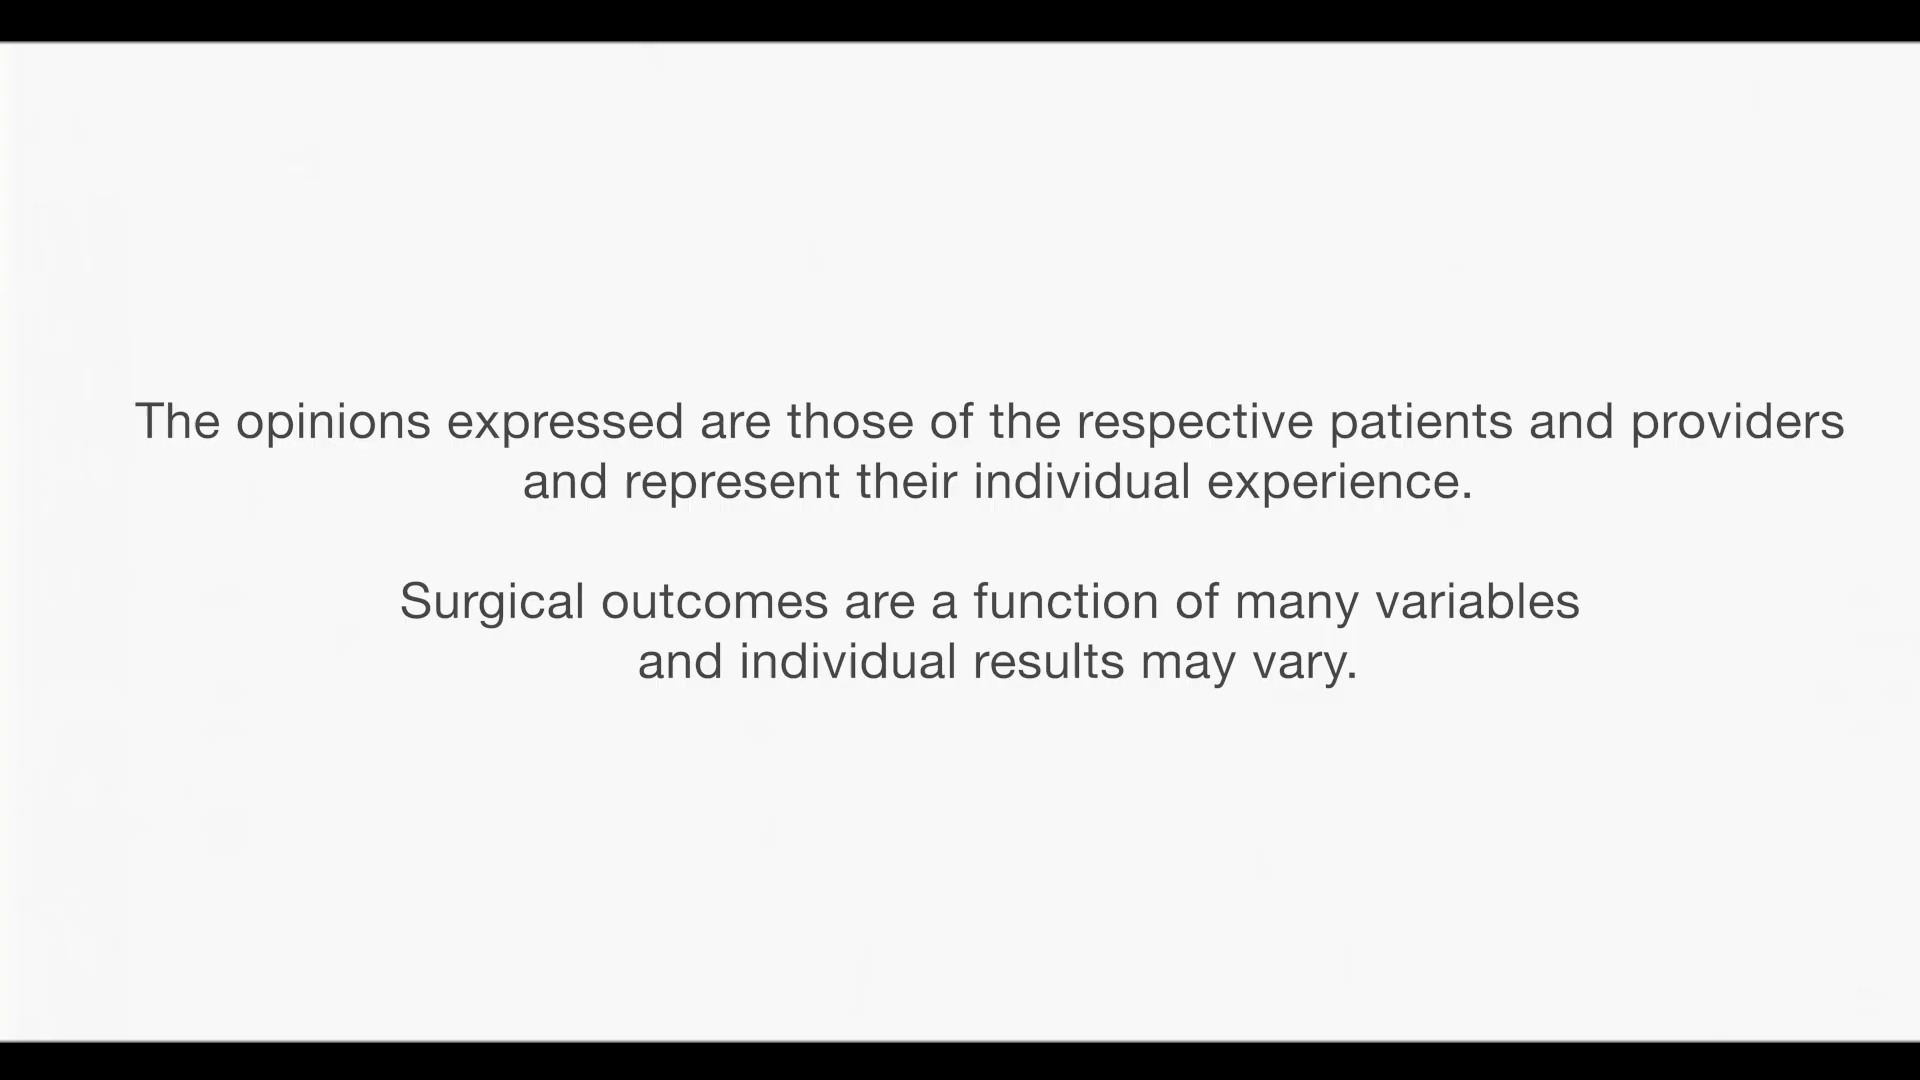 The opinions expressed are those of the respective patients and providers
and represent their individual experience.
Surgical outcomes are a function of many variables
and individual results may vary.